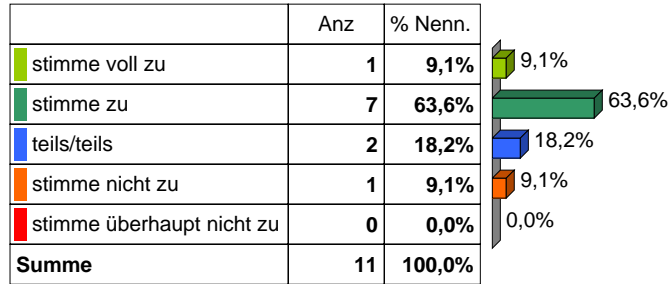 Anz % Nenn.
stimme voll zu 1 9,1% 9,1%
stimme zu 7 63,6% 63,6%
teils/teils 2 18,2% 18,2%
stimme nicht zu 1 9,1% 9,1%
stimme überhaupt nicht zu 0 0,0% 0,0%
Summe 11 100,0%